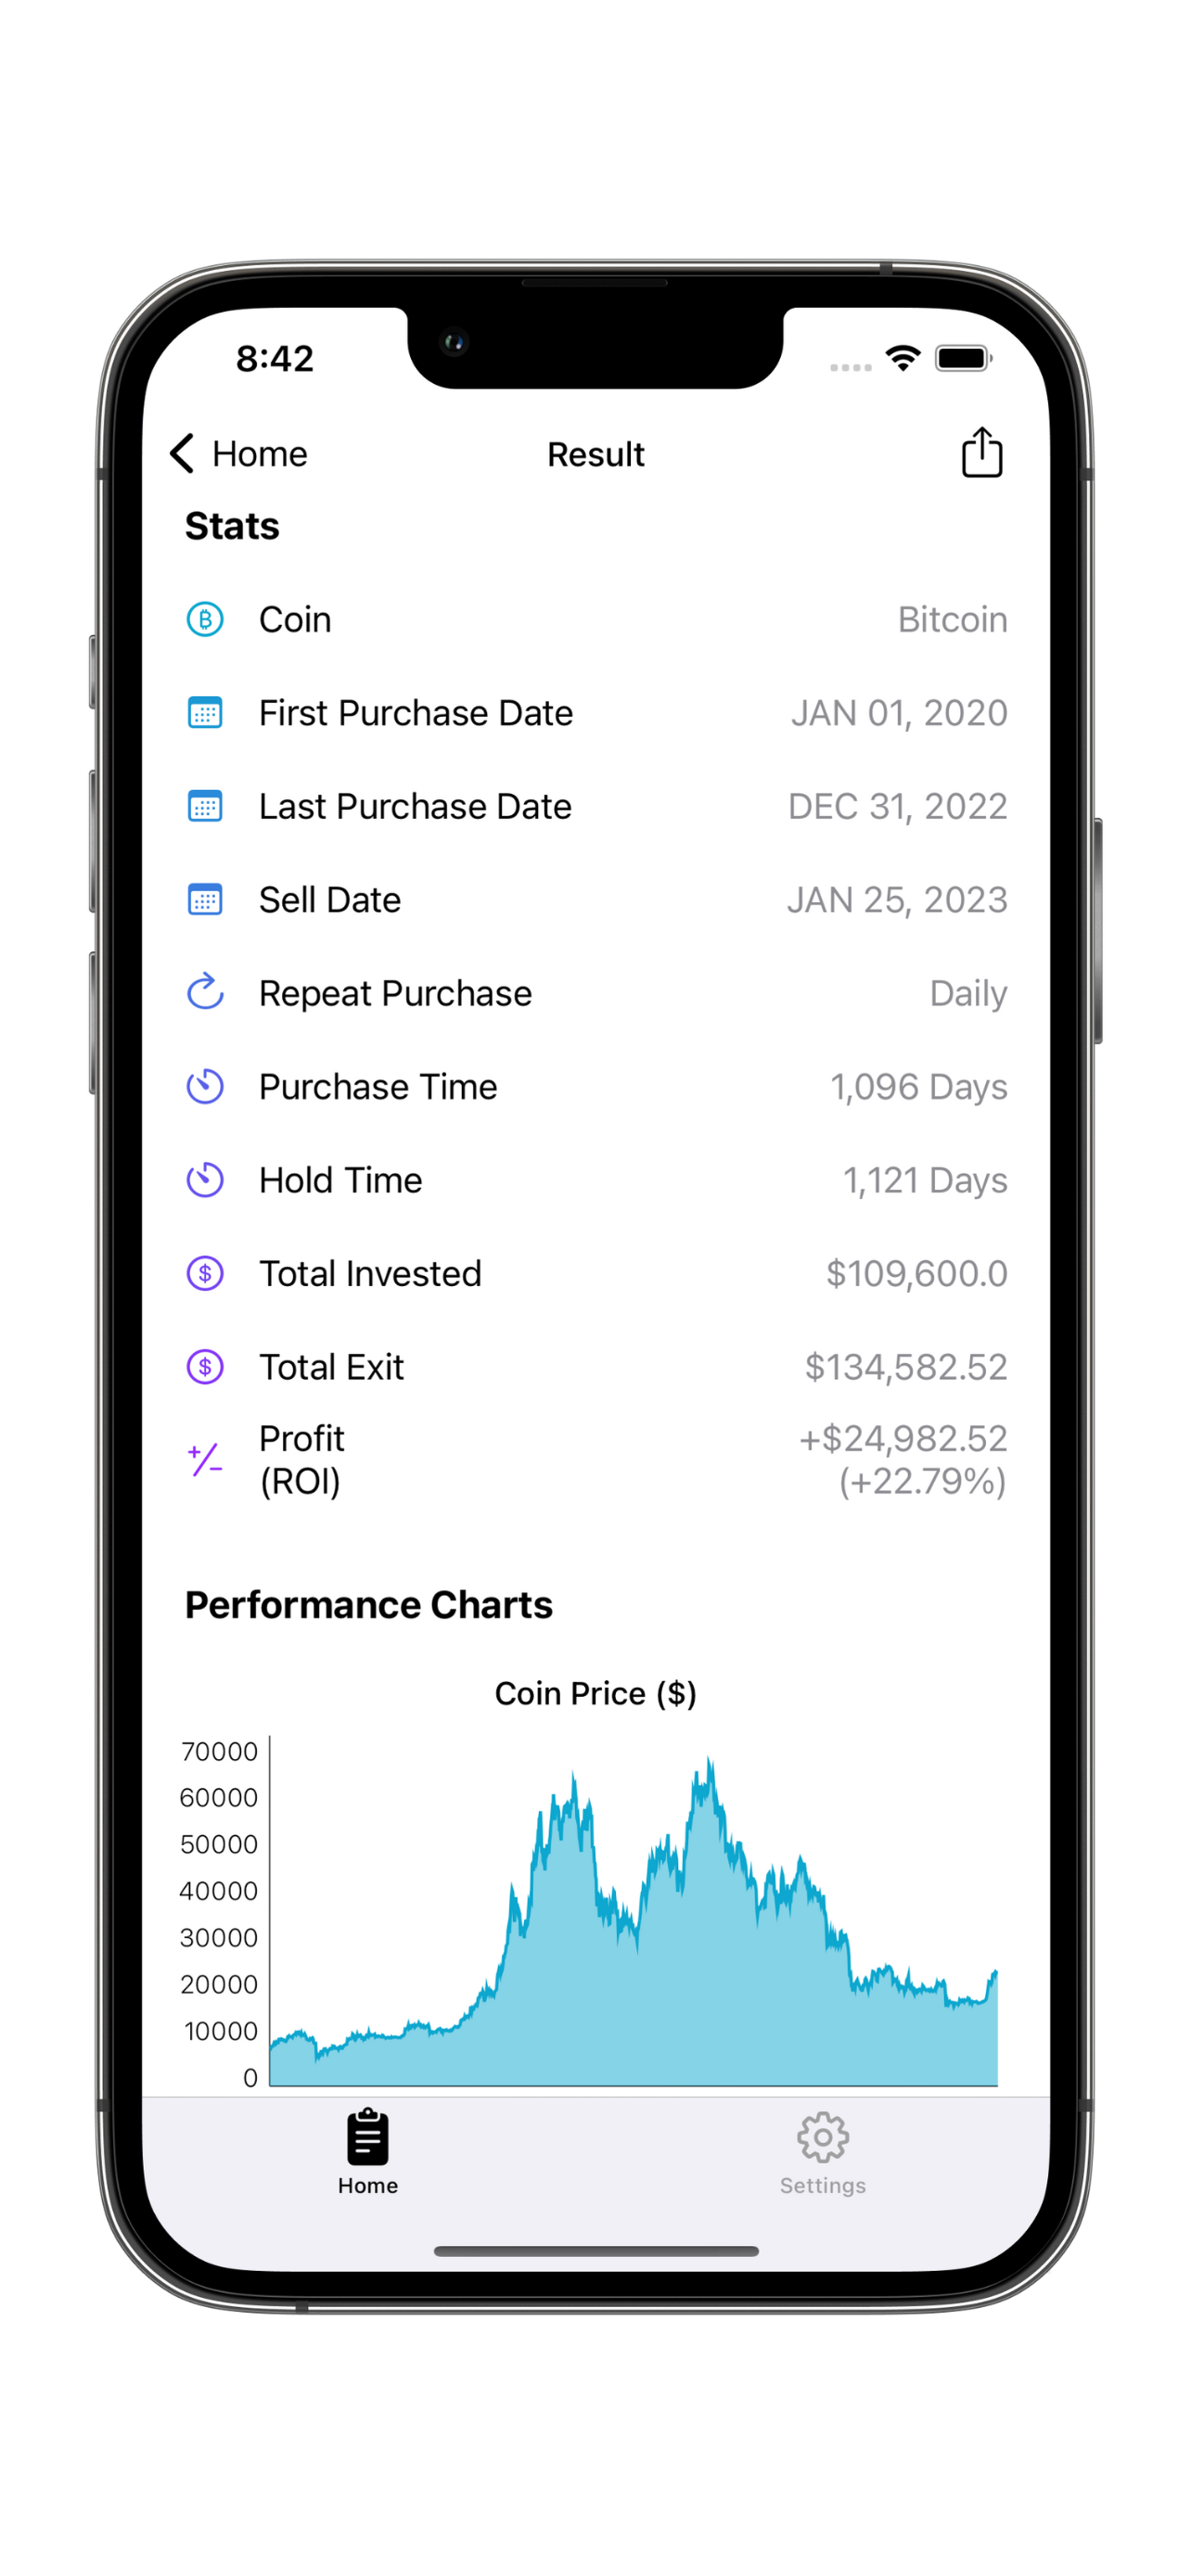 8:42
Home Result
Stats
Coin Bitcoin
First Purchase Date JAN 01, 2020
Last Purchase Date DEC 31, 2022
Sell Date JAN 25, 2023
Repeat Purchase Daily
Purchase Time 1,096 Days
Hold Time 1,121 Days
Total Invested $109,600.0
Total Exit $134,582.52
Profit +$24,982.52
(ROI) (+22.79%)
Performance Charts
Coin Price ($)
70000
60000
50000
40000
30000
20000
10000
0
Home Settings